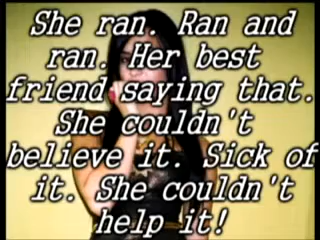 She ran. Ran and
ran. Her best
friend saying that.
She couldn't
believe it. Sick of
it. She couldn't
help it!